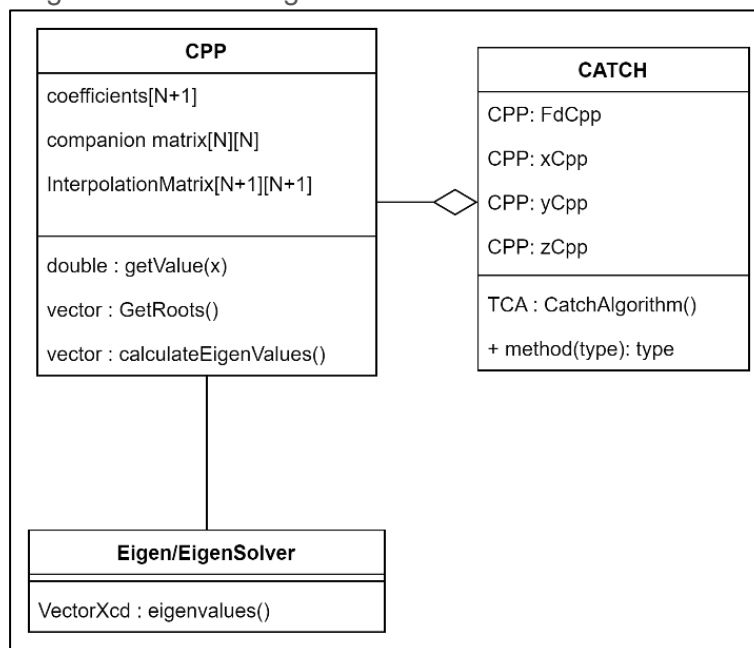 CPP
coefficients[N+1]
companion matrix[N][N]
InterpolationMatrix[N+1][N+1]
double : getValue(x)
vector : GetRoots()
vector : calculateEigenValues()
CATCH
CPP: FdCpp
CPP: xCpp
CPP: yCpp
CPP: zCpp
TCA : CatchAlgorithm()
+ method(type): type
Eigen/EigenSolver
VectorXcd : eigenvalues()